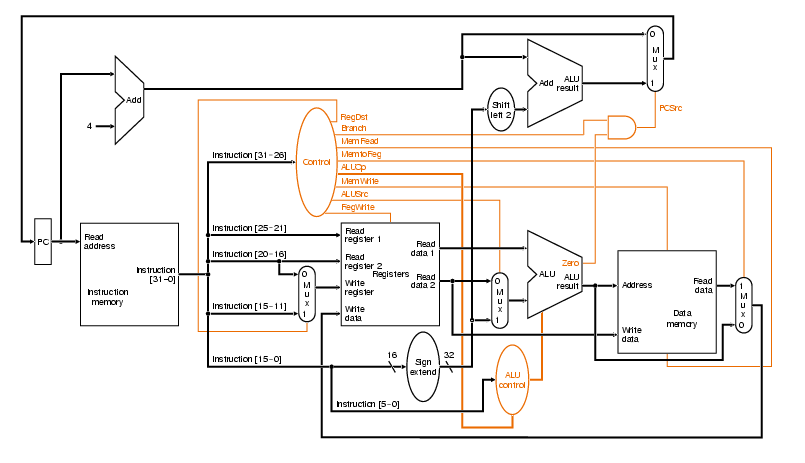 0
M
u
x
1
Add
ALU
result
Add
4
Shift
left 2
PCSrc
RegDst
Branch
MemRead
MemtoReg
ALUOp
MemWrite
ALUSrc
RegWrite
Control
Instruction [31–26]
Instruction [25–21]
Instruction [20–16]
Instruction [15–11]
Instruction [15–0]
Instruction [5–0]
PC
Read
address
Instruction
[31–0]
Instruction
memory
0
M
u
x
1
Read
register 1
Read
register 2
Write
register
Write
data
Registers
Read
data 1
Read
data 2
0
M
u
x
1
Zero
ALU
ALU
result
Address
Write
data
Read
data
Data
memory
1
M
u
x
0
16
Sign
extend
32
ALU
control